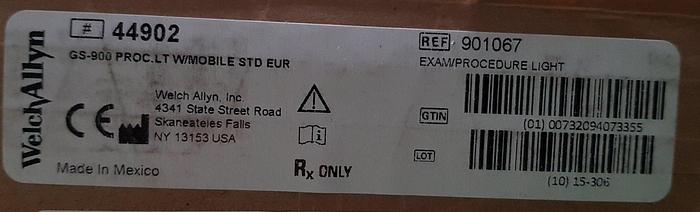 WelchAllyn
# 44902
GS-900 PROC.LT W/MOBILE STD EUR
REF 901067
EXAM/PROCEDURE LIGHT
CE
Welch Allyn, Inc.
4341 State Street Road
Skaneateles Falls
NY 13153 USA
Rx ONLY
GTIN
(01) 00732094073355
LOT
(10) 15-306
Made in Mexico